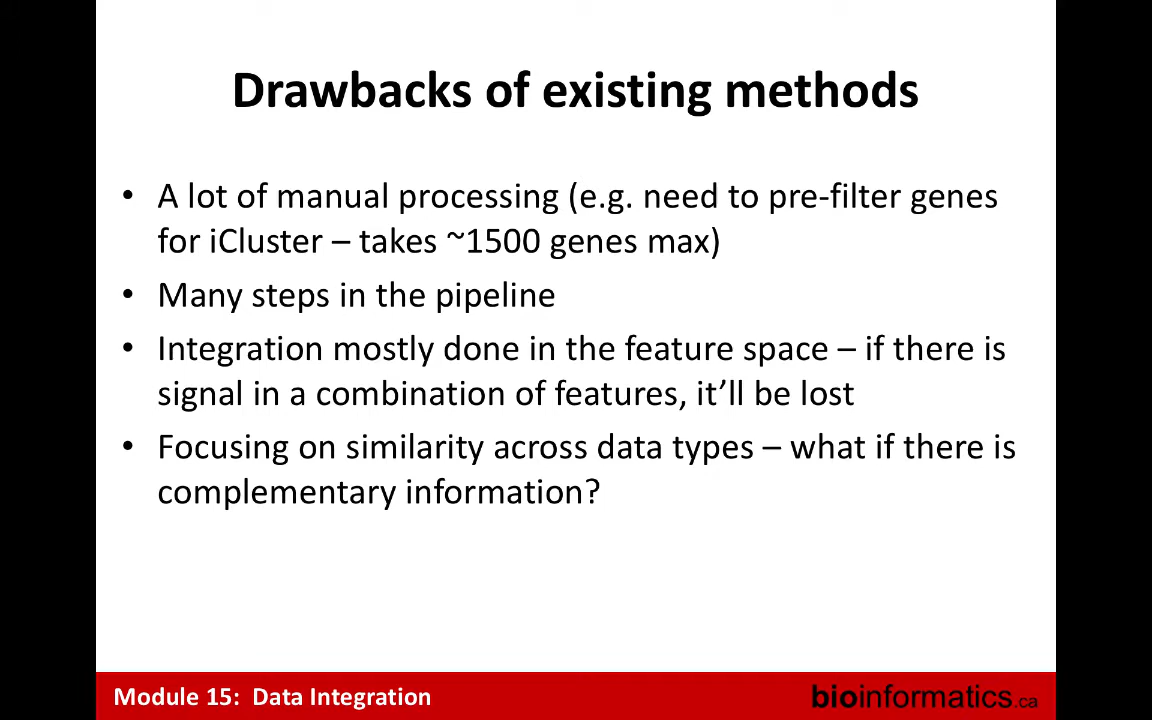 Drawbacks of existing methods
• A lot of manual processing (e.g. need to pre-filter genes
for iCluster – takes ~1500 genes max)
• Many steps in the pipeline
• Integration mostly done in the feature space – if there is
signal in a combination of features, it’ll be lost
• Focusing on similarity across data types – what if there is
complementary information?
Module 15: Data Integration
bioinformatics.ca